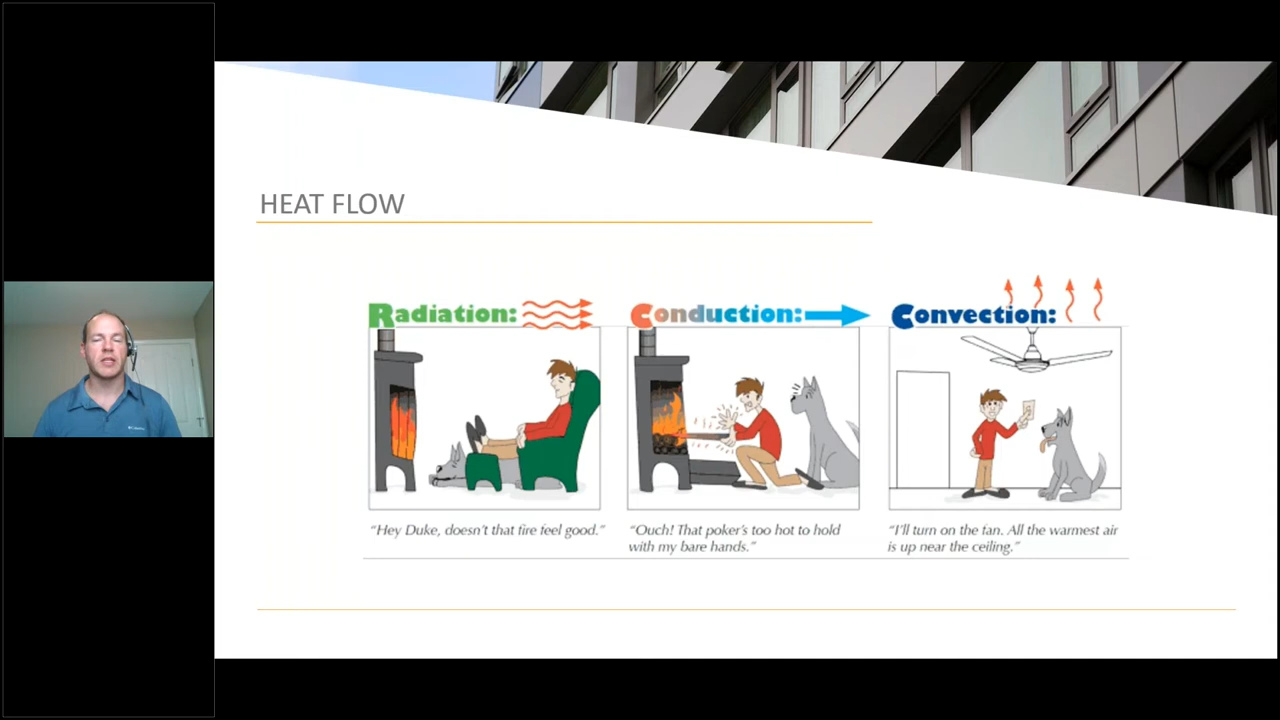 HEAT FLOW
Radiation:
Conduction:
Convection:
"Hey Duke, doesn't that fire feel good."
"Ouch! That poker's too hot to hold
with my bare hands."
"I'll turn on the fan. All the warmest air
is up near the ceiling."